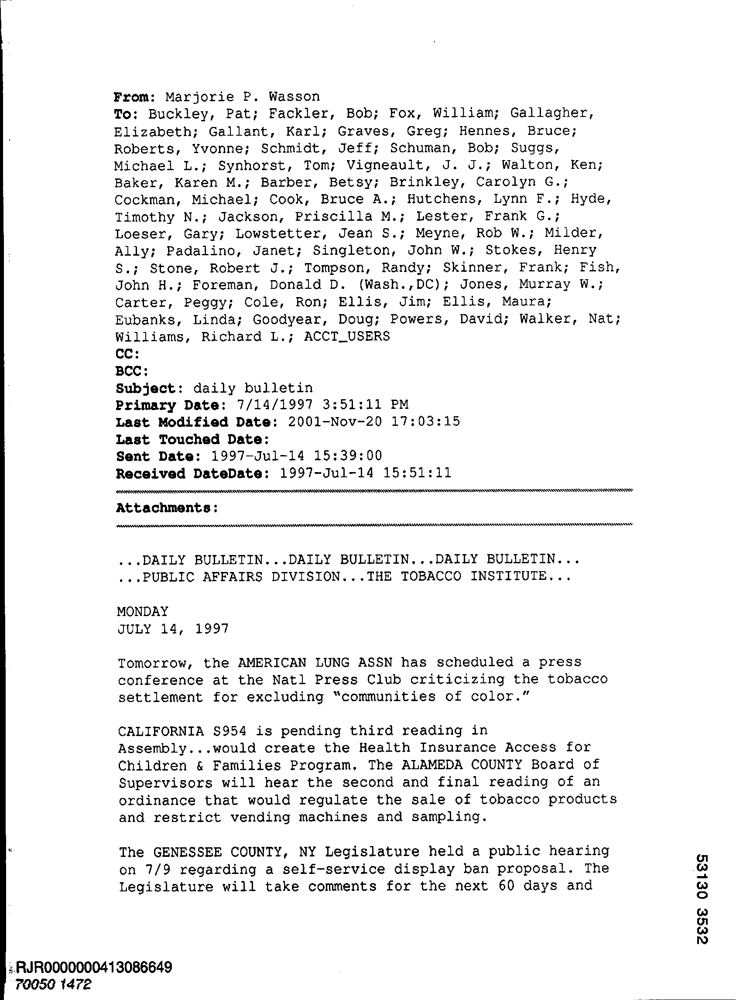 From: Marjorie P. Wasson
To: Buckley, Pat; Fackler, Bob; Fox, William; Gallagher,
Elizabeth; Gallant, Karl; Graves, Greg; Hennes, Bruce;
Roberts, Yvonne; Schmidt, Jeff; Schuman, Bob; Suggs,
Michael L.; Synhorst, Tom; Vigneault, J. J.; Walton, Ken;
Baker, Karen M.; Barber, Betsy; Brinkley, Carolyn G.;
Cockman, Michael; Cook, Bruce A.; Hutchens, Lynn F.; Hyde,
Timothy N.; Jackson, Priscilla M.; Lester, Frank G.;
Loeser, Gary; Lowstetter, Jean S.; Meyne, Rob W.; Milder,
Ally; Padalino, Janet; Singleton, John W.; Stokes, Henry
S.; Stone, Robert J.; Tompson, Randy; Skinner, Frank; Fish,
John H.; Foreman, Donald D. (Wash.,DC); Jones, Murray W.;
Carter, Peggy; Cole, Ron; Ellis, Jim; Ellis, Maura;
Eubanks, Linda; Goodyear, Doug; Powers, David; Walker, Nat;
Williams, Richard L.; ACCT_USERS
CC:
BCC:
Subject: daily bulletin
Primary Date: 7/14/1997 3:51:11 PM
Last Modified Date: 2001-Nov-20 17:03:15
Last Touched Date:
Sent Date: 1997-Jul-14 15:39:00
Received DateDate: 1997-Jul-14 15:51:11
Attachments:
...DAILY BULLETIN...DAILY BULLETIN...DAILY BULLETIN...
...PUBLIC AFFAIRS DIVISION...THE TOBACCO INSTITUTE...
MONDAY
JULY 14, 1997
Tomorrow, the AMERICAN LUNG ASSN has scheduled a press
conference at the Natl Press Club criticizing the tobacco
settlement for excluding "communities of color."
CALIFORNIA S954 is pending third reading in
Assembly...would create the Health Insurance Access for
Children & Families Program. The ALAMEDA COUNTY Board of
Supervisors will hear the second and final reading of an
ordinance that would regulate the sale of tobacco products
and restrict vending machines and sampling.
The GENESSEE COUNTY, NY Legislature held a public hearing
on 7/9 regarding a self-service display ban proposal. The
Legislature will take comments for the next 60 days and
53130 3532
RJR0000000413086649
70050 1472